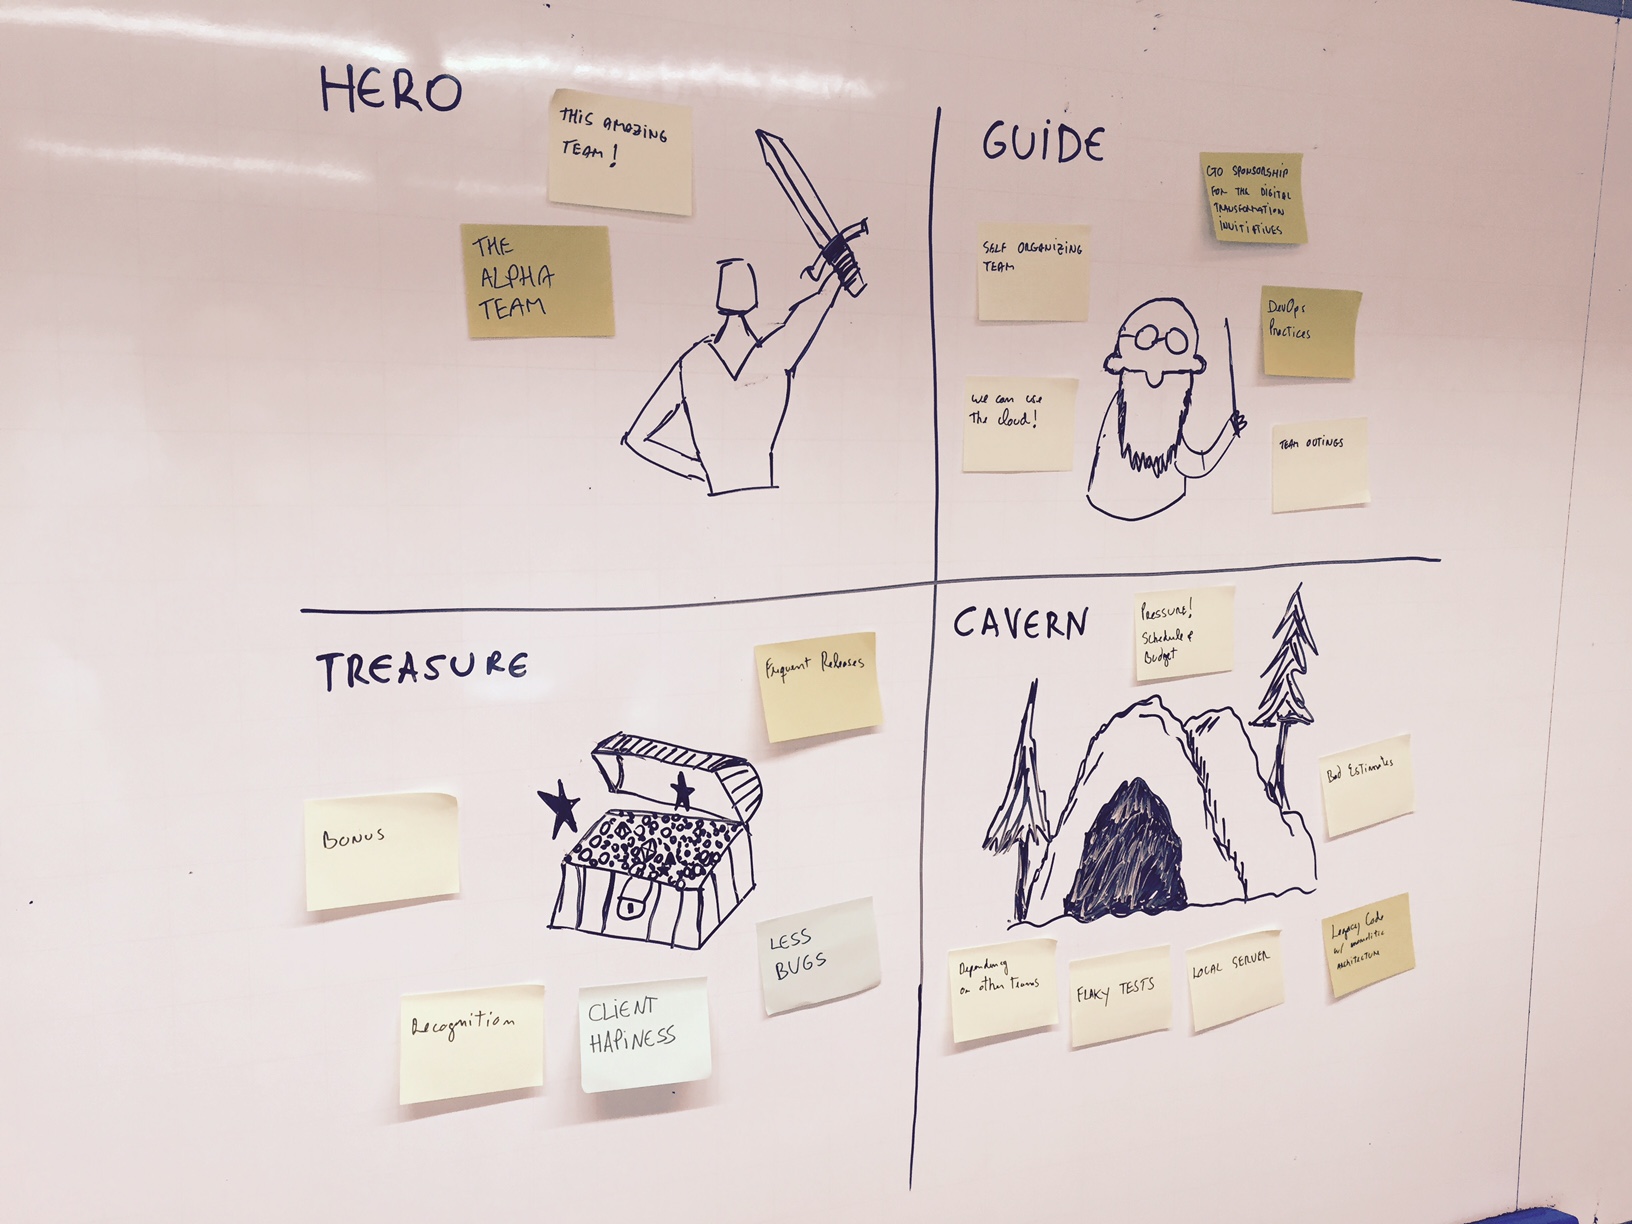 HERO
THIS AMAZING
TEAM!
THE
ALPHA
TEAM
GUIDE
CTO SPONSORSHIP
FOR THE DIGITAL
TRANSFORMATION
INVITIATIVES
SELF ORGANIZING
TEAM
DevOps
Practices
we can use
The cloud!
TEAM OUTINGS
TREASURE
Frequent Releases
BONUS
LESS
BUGS
Recognition
CLIENT
HAPINESS
CAVERN
PRESSURE!
Schedule &
Budget
Bad Estimates
Legacy Code
w/ monolitic
ARCHITECTURE
Dependency
on other Teams
FLAKY TESTS
LOCAL SERVER